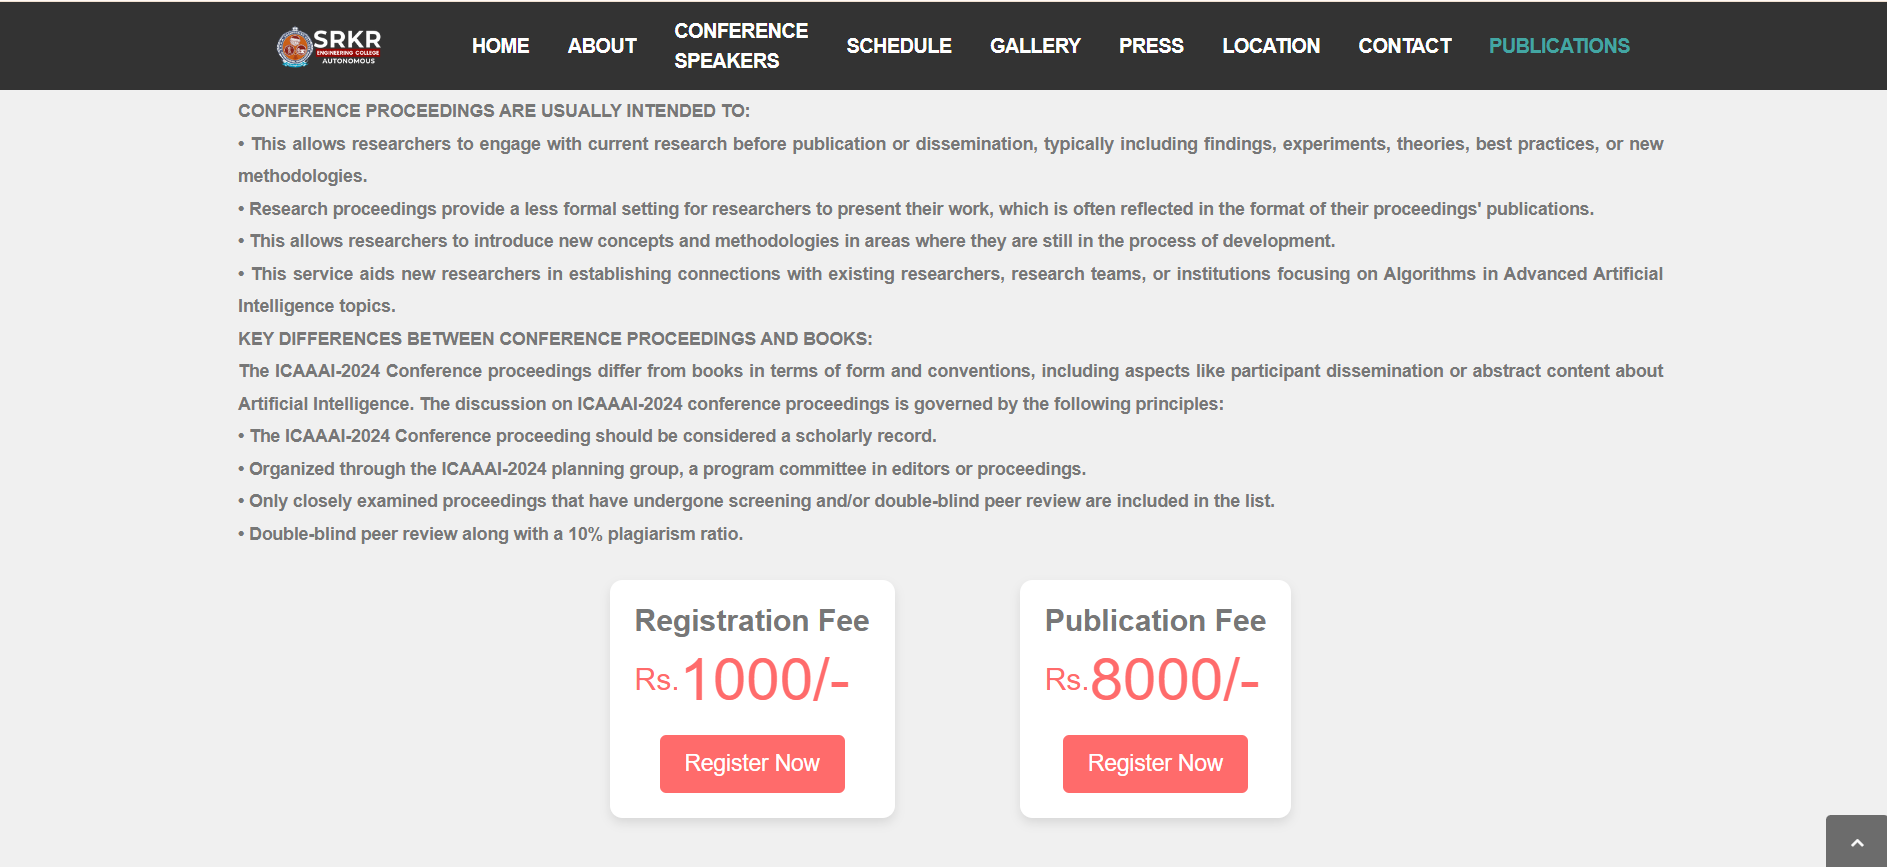 SRKR
ENGINEERING COLLEGE
AUTONOMOUS
HOME
ABOUT
CONFERENCE
SPEAKERS
SCHEDULE
GALLERY
PRESS
LOCATION
CONTACT
PUBLICATIONS
CONFERENCE PROCEEDINGS ARE USUALLY INTENDED TO:
• This allows researchers to engage with current research before publication or dissemination, typically including findings, experiments, theories, best practices, or new
methodologies.
• Research proceedings provide a less formal setting for researchers to present their work, which is often reflected in the format of their proceedings' publications.
• This allows researchers to introduce new concepts and methodologies in areas where they are still in the process of development.
• This service aids new researchers in establishing connections with existing researchers, research teams, or institutions focusing on Algorithms in Advanced Artificial
Intelligence topics.
KEY DIFFERENCES BETWEEN CONFERENCE PROCEEDINGS AND BOOKS:
The ICAAAI-2024 Conference proceedings differ from books in terms of form and conventions, including aspects like participant dissemination or abstract content about
Artificial Intelligence. The discussion on ICAAAI-2024 conference proceedings is governed by the following principles:
• The ICAAAI-2024 Conference proceeding should be considered a scholarly record.
• Organized through the ICAAAI-2024 planning group, a program committee in editors or proceedings.
• Only closely examined proceedings that have undergone screening and/or double-blind peer review are included in the list.
• Double-blind peer review along with a 10% plagiarism ratio.
Registration Fee
Rs.1000/-
Register Now
Publication Fee
Rs.8000/-
Register Now